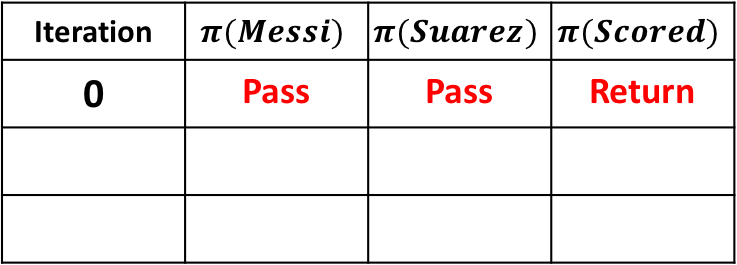 Iteration π(Messi) π(Suarez) π(Scored)
0 Pass Pass Return